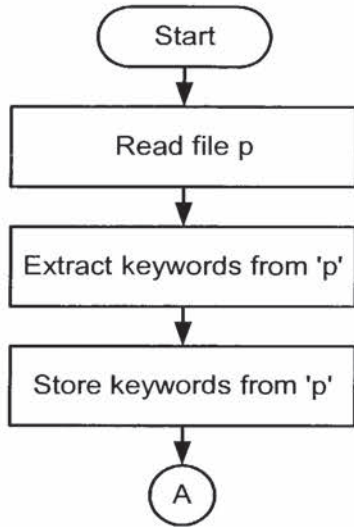 Start
Read file p
Extract keywords from 'p'
Store keywords from 'p'
A